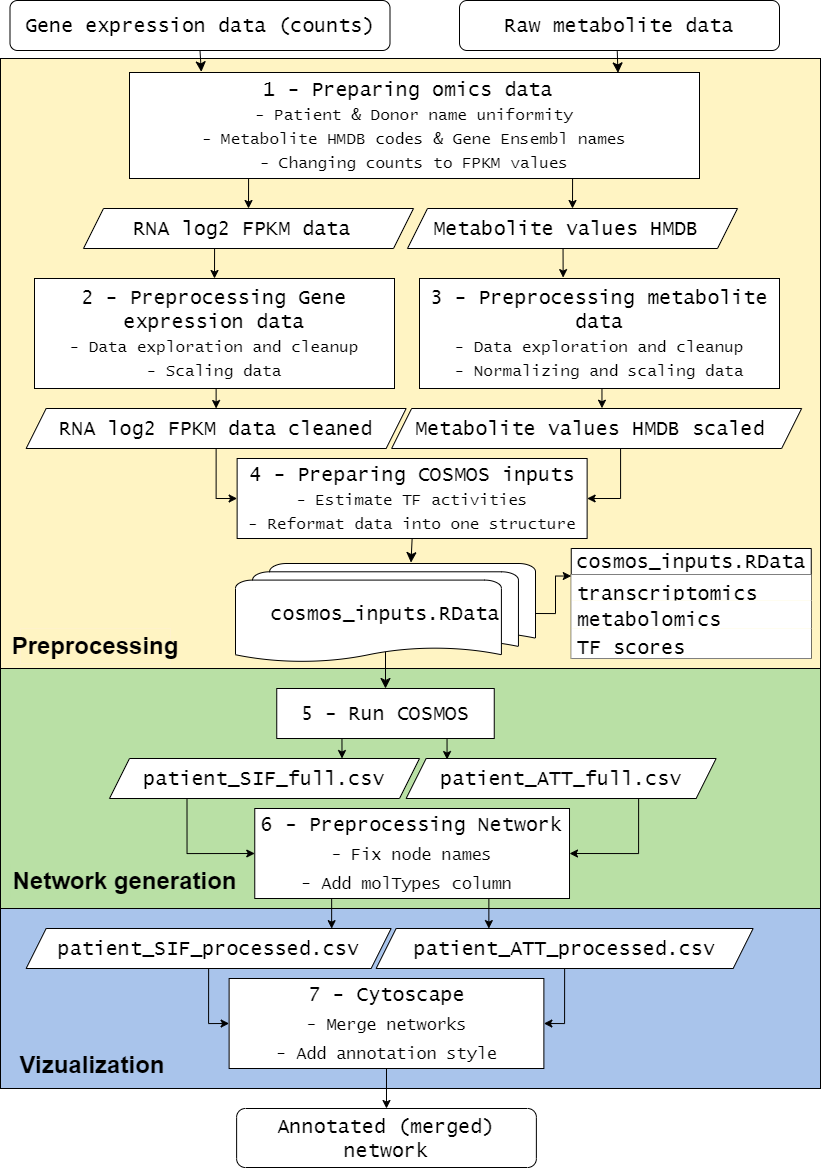 Gene expression data (counts)
Raw metabolite data
1 - Preparing omics data
- Patient & Donor name uniformity
- Metabolite HMDB codes & Gene Ensembl names
- Changing counts to FPKM values
RNA log2 FPKM data
Metabolite values HMDB
2 - Preprocessing Gene
expression data
- Data exploration and cleanup
- Scaling data
3 - Preprocessing metabolite
data
- Data exploration and cleanup
- Normalizing and scaling data
RNA log2 FPKM data cleaned
Metabolite values HMDB scaled
4 - Preparing COSMOS inputs
- Estimate TF activities
- Reformat data into one structure
cosmos_inputs.RData
cosmos_inputs.RData
transcriptomics
metabolomics
TF scores
Preprocessing
5 - Run COSMOS
patient_SIF_full.csv
patient_ATT_full.csv
6 - Preprocessing Network
- Fix node names
- Add molTypes column
Network generation
patient_SIF_processed.csv
patient_ATT_processed.csv
7 - Cytoscape
- Merge networks
- Add annotation style
Vizualization
Annotated (merged)
network